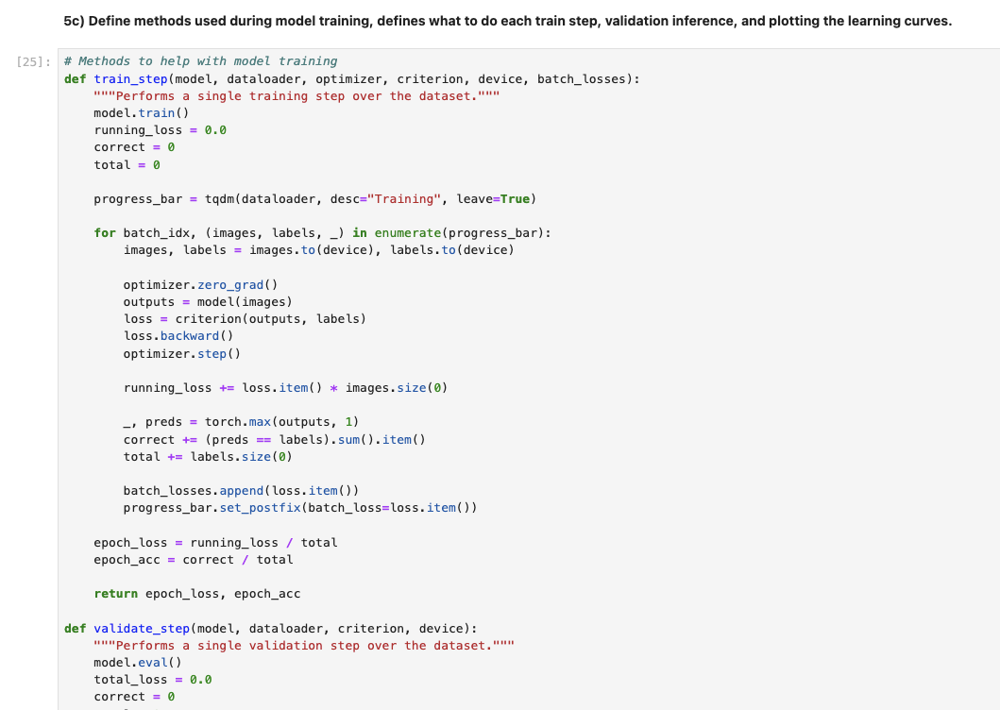 5c) Define methods used during model training, defines what to do each train step, validation inference, and plotting the learning curves.
[25]:
# Methods to help with model training
def train_step(model, dataloader, optimizer, criterion, device, batch_losses):
    """Performs a single training step over the dataset."""
    model.train()
    running_loss = 0.0
    correct = 0
    total = 0

    progress_bar = tqdm(dataloader, desc="Training", leave=True)

    for batch_idx, (images, labels, _) in enumerate(progress_bar):
        images, labels = images.to(device), labels.to(device)

        optimizer.zero_grad()
        outputs = model(images)
        loss = criterion(outputs, labels)
        loss.backward()
        optimizer.step()

        running_loss += loss.item() * images.size(0)

        _, preds = torch.max(outputs, 1)
        correct += (preds == labels).sum().item()
        total += labels.size(0)

        batch_losses.append(loss.item())
        progress_bar.set_postfix(batch_loss=loss.item())

    epoch_loss = running_loss / total
    epoch_acc = correct / total

    return epoch_loss, epoch_acc

def validate_step(model, dataloader, criterion, device):
    """Performs a single validation step over the dataset."""
    model.eval()
    total_loss = 0.0
    correct = 0